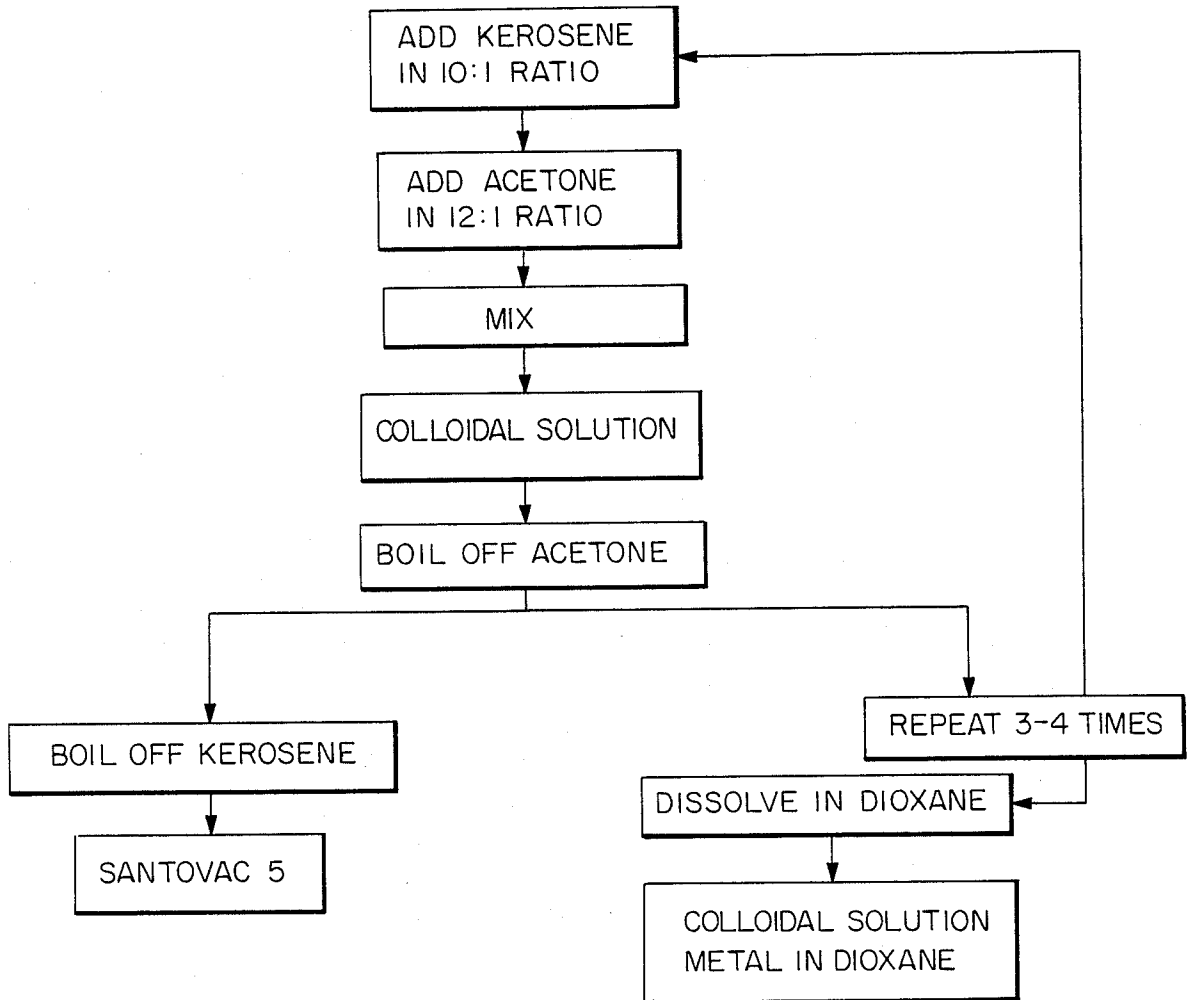 ADD KEROSENE
IN 10:1 RATIO
ADD ACETONE
IN 12:1 RATIO
MIX
COLLOIDAL SOLUTION
BOIL OFF ACETONE
BOIL OFF KEROSENE
SANTOVAC 5
REPEAT 3-4 TIMES
DISSOLVE IN DIOXANE
COLLOIDAL SOLUTION
METAL IN DIOXANE